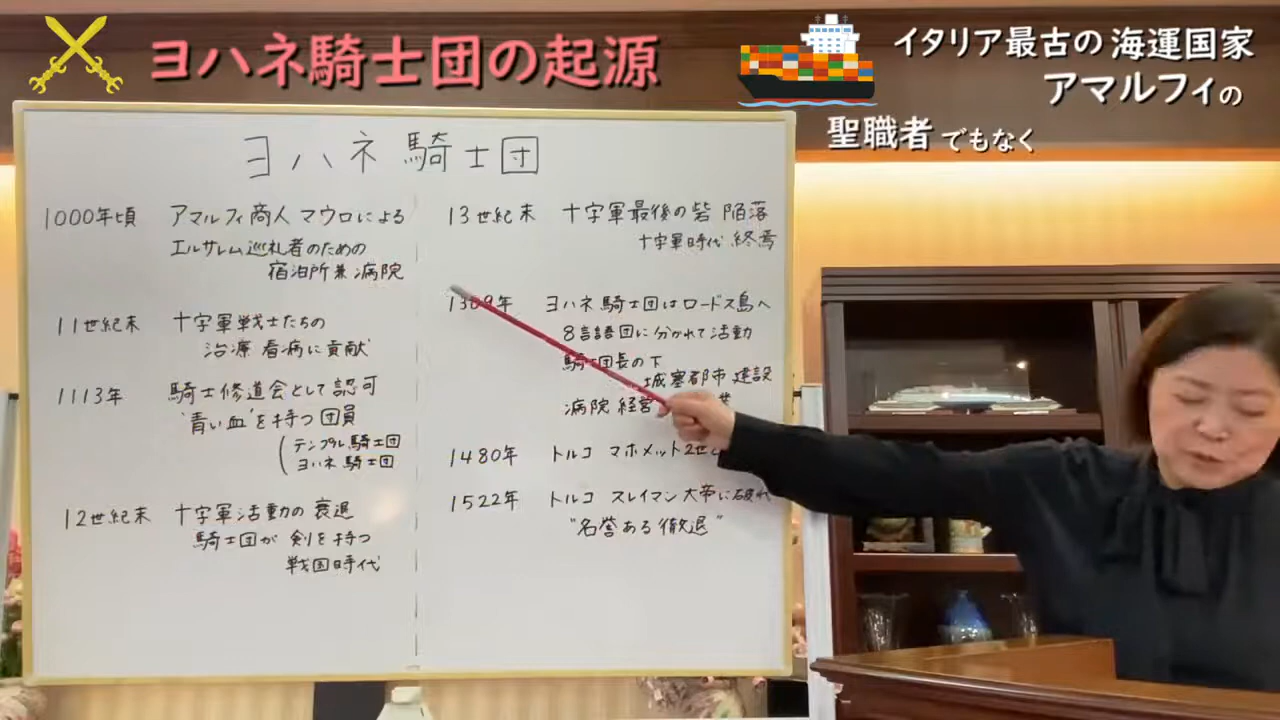 ヨハネ騎士団の起源
イタリア最古の海運国家
アマルフィの
聖職者でもなく
ヨハネ騎士団
1000年頃 アマルフィ商人 マウロによる
エルサレム巡礼者のための
宿泊所兼病院
11世紀末 十字軍戦士たちの
治療 看病に貢献
1113年 騎士修道会として認可
"青い血"を持つ団員
テンプル騎士団
ヨハネ騎士団
12世紀末 十字軍活動の衰退
騎士団が剣を持つ
戦国時代
13世紀末 十字軍最後の砦 陥落
十字軍時代 終焉
1309年 ヨハネ騎士団はロードス島へ
8言語団に分かれて活動
騎士団長の下
城塞都市建設
病院経営
1480年 トルコ マホメット2世
1522年 トルコ スレイマン大帝に破れ
"名誉ある徹退"